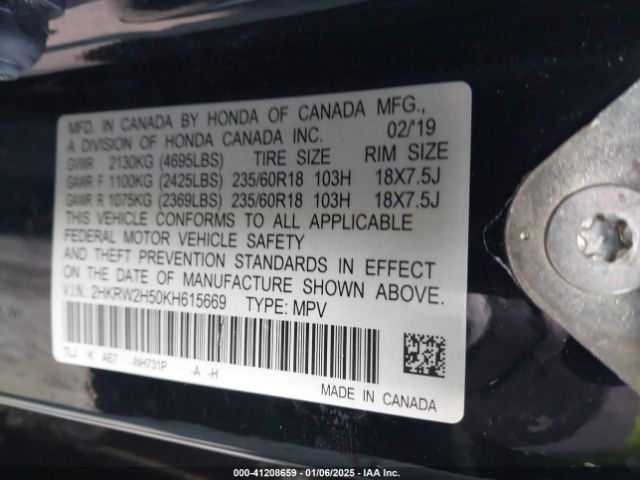 MFD. IN CANADA BY HONDA OF CANADA MFG.,
A DIVISION OF HONDA CANADA INC. 02/'19
GVWR 2130KG (4695LBS) TIRE SIZE RIM SIZE
GAWR F 1100KG (2425LBS) 235/60R18 103H 18X7.5J
GAWR R 1075KG (2369LBS) 235/60R18 103H 18X7.5J
THIS VEHICLE CONFORMS TO ALL APPLICABLE
FEDERAL MOTOR VEHICLE SAFETY
AND THEFT PREVENTION STANDARDS IN EFFECT
ON THE DATE OF MANUFACTURE SHOWN ABOVE.
V.I.N.: 2HKRW2H50KH615669 TYPE: MPV
K AE7 -NH731P -A -H
MADE IN CANADA
000-41208659 - 01/06/2025 - IAA Inc.